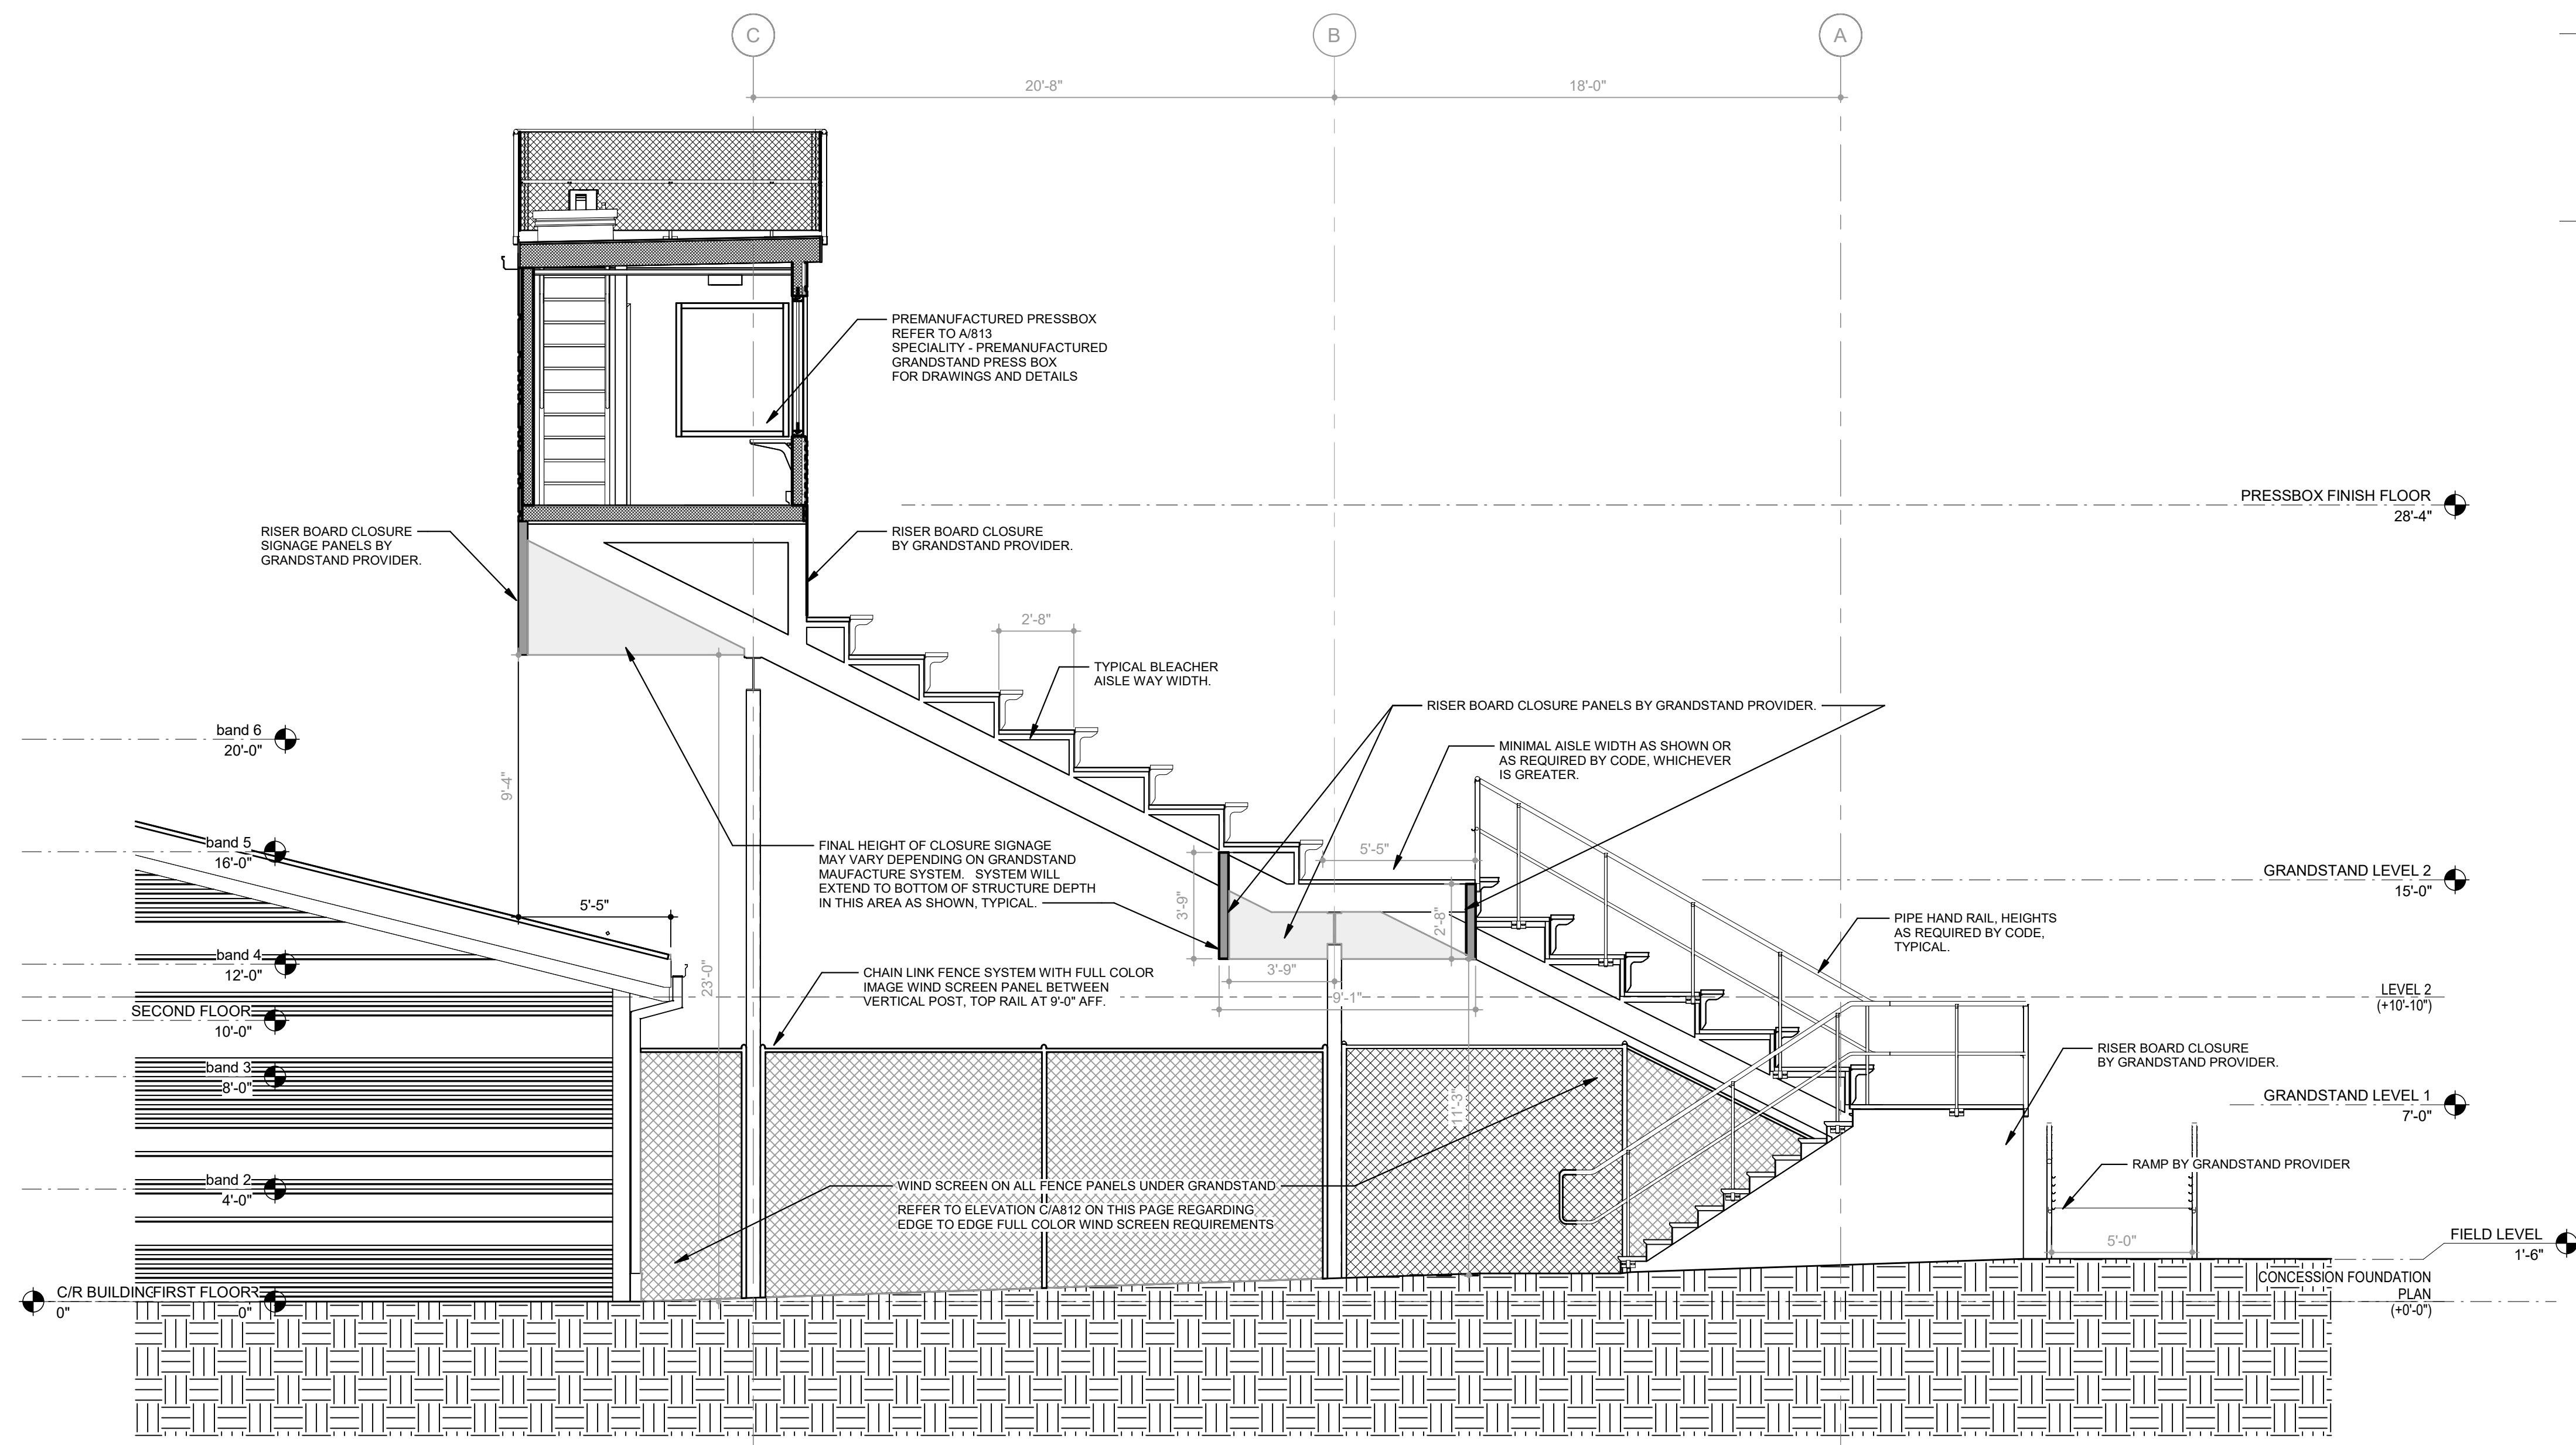 C
B
A
20'-8"
18'-0"
PREMANUFACTURED PRESSBOX
REFER TO A/813
SPECIALITY - PREMANUFACTURED
GRANDSTAND PRESS BOX
FOR DRAWINGS AND DETAILS
PRESSBOX FINISH FLOOR
28'-4"
RISER BOARD CLOSURE
SIGNAGE PANELS BY
GRANDSTAND PROVIDER.
RISER BOARD CLOSURE
BY GRANDSTAND PROVIDER.
2'-8"
TYPICAL BLEACHER
AISLE WAY WIDTH.
RISER BOARD CLOSURE PANELS BY GRANDSTAND PROVIDER.
band 6
20'-0"
MINIMAL AISLE WIDTH AS SHOWN OR
AS REQUIRED BY CODE, WHICHEVER
IS GREATER.
9'-4"
band 5
16'-0"
FINAL HEIGHT OF CLOSURE SIGNAGE
MAY VARY DEPENDING ON GRANDSTAND
MAUFACTURE SYSTEM. SYSTEM WILL
EXTEND TO BOTTOM OF STRUCTURE DEPTH
IN THIS AREA AS SHOWN, TYPICAL.
5'-5"
GRANDSTAND LEVEL 2
15'-0"
5'-5"
3'-9"
2'-8"
PIPE HAND RAIL, HEIGHTS
AS REQUIRED BY CODE,
TYPICAL.
band 4
12'-0"
23'-0"
CHAIN LINK FENCE SYSTEM WITH FULL COLOR
IMAGE WIND SCREEN PANEL BETWEEN
VERTICAL POST, TOP RAIL AT 9'-0" AFF.
3'-9"
9'-1"
LEVEL 2
(+10'-10")
SECOND FLOOR
10'-0"
RISER BOARD CLOSURE
BY GRANDSTAND PROVIDER.
band 3
8'-0"
11'-3"
GRANDSTAND LEVEL 1
7'-0"
RAMP BY GRANDSTAND PROVIDER
band 2
4'-0"
WIND SCREEN ON ALL FENCE PANELS UNDER GRANDSTAND
REFER TO ELEVATION C/A812 ON THIS PAGE REGARDING
EDGE TO EDGE FULL COLOR WIND SCREEN REQUIREMENTS
5'-0"
FIELD LEVEL
1'-6"
C/R BUILDING
0"
FIRST FLOOR
0"
CONCESSION FOUNDATION
PLAN
(+0'-0")